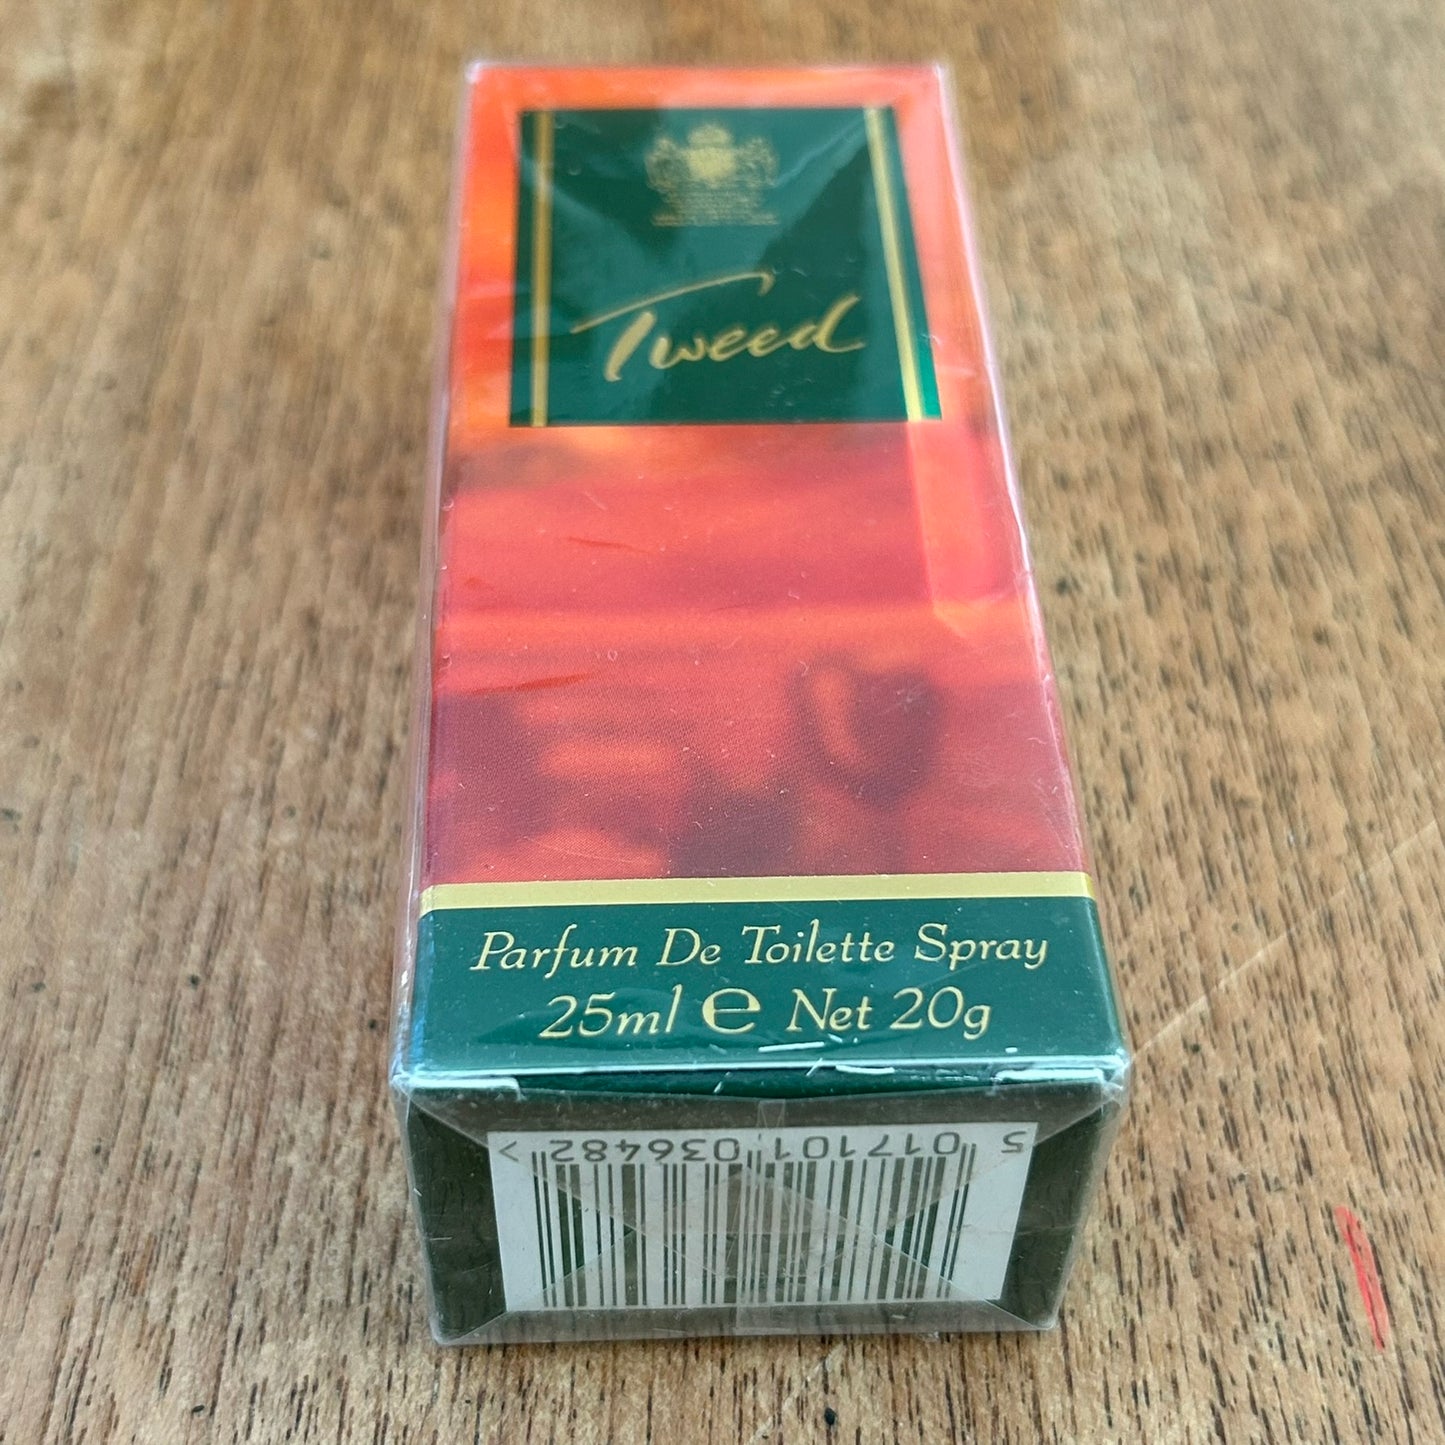 Tweed
Parfum De Toilette Spray
25ml e Net 20g
5 017101 036482 >